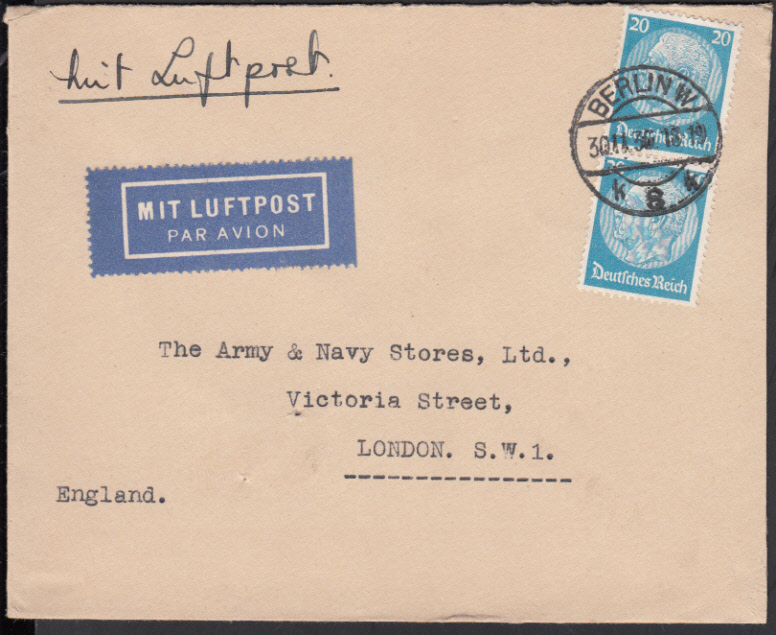 mit Luftpost.
20 20
Deutsches Reich
BERLIN W
k 8 k
Deutsches Reich
MIT LUFTPOST
PAR AVION
The Army & Navy Stores, Ltd.,
Victoria Street,
LONDON. S.W.1.
England.